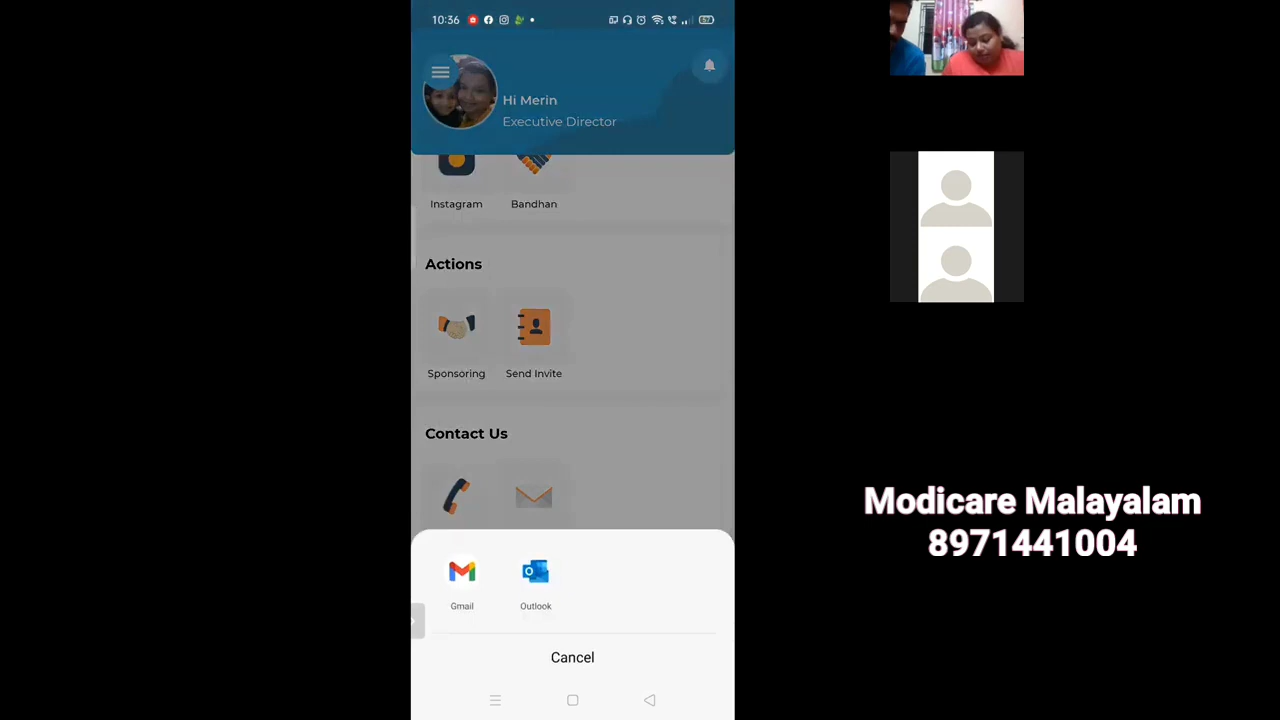 10:36
57
Hi Merin
Executive Director
Instagram
Bandhan
Actions
Sponsoring
Send Invite
Contact Us
Gmail
Outlook
Cancel
Modicare Malayalam
8971441004